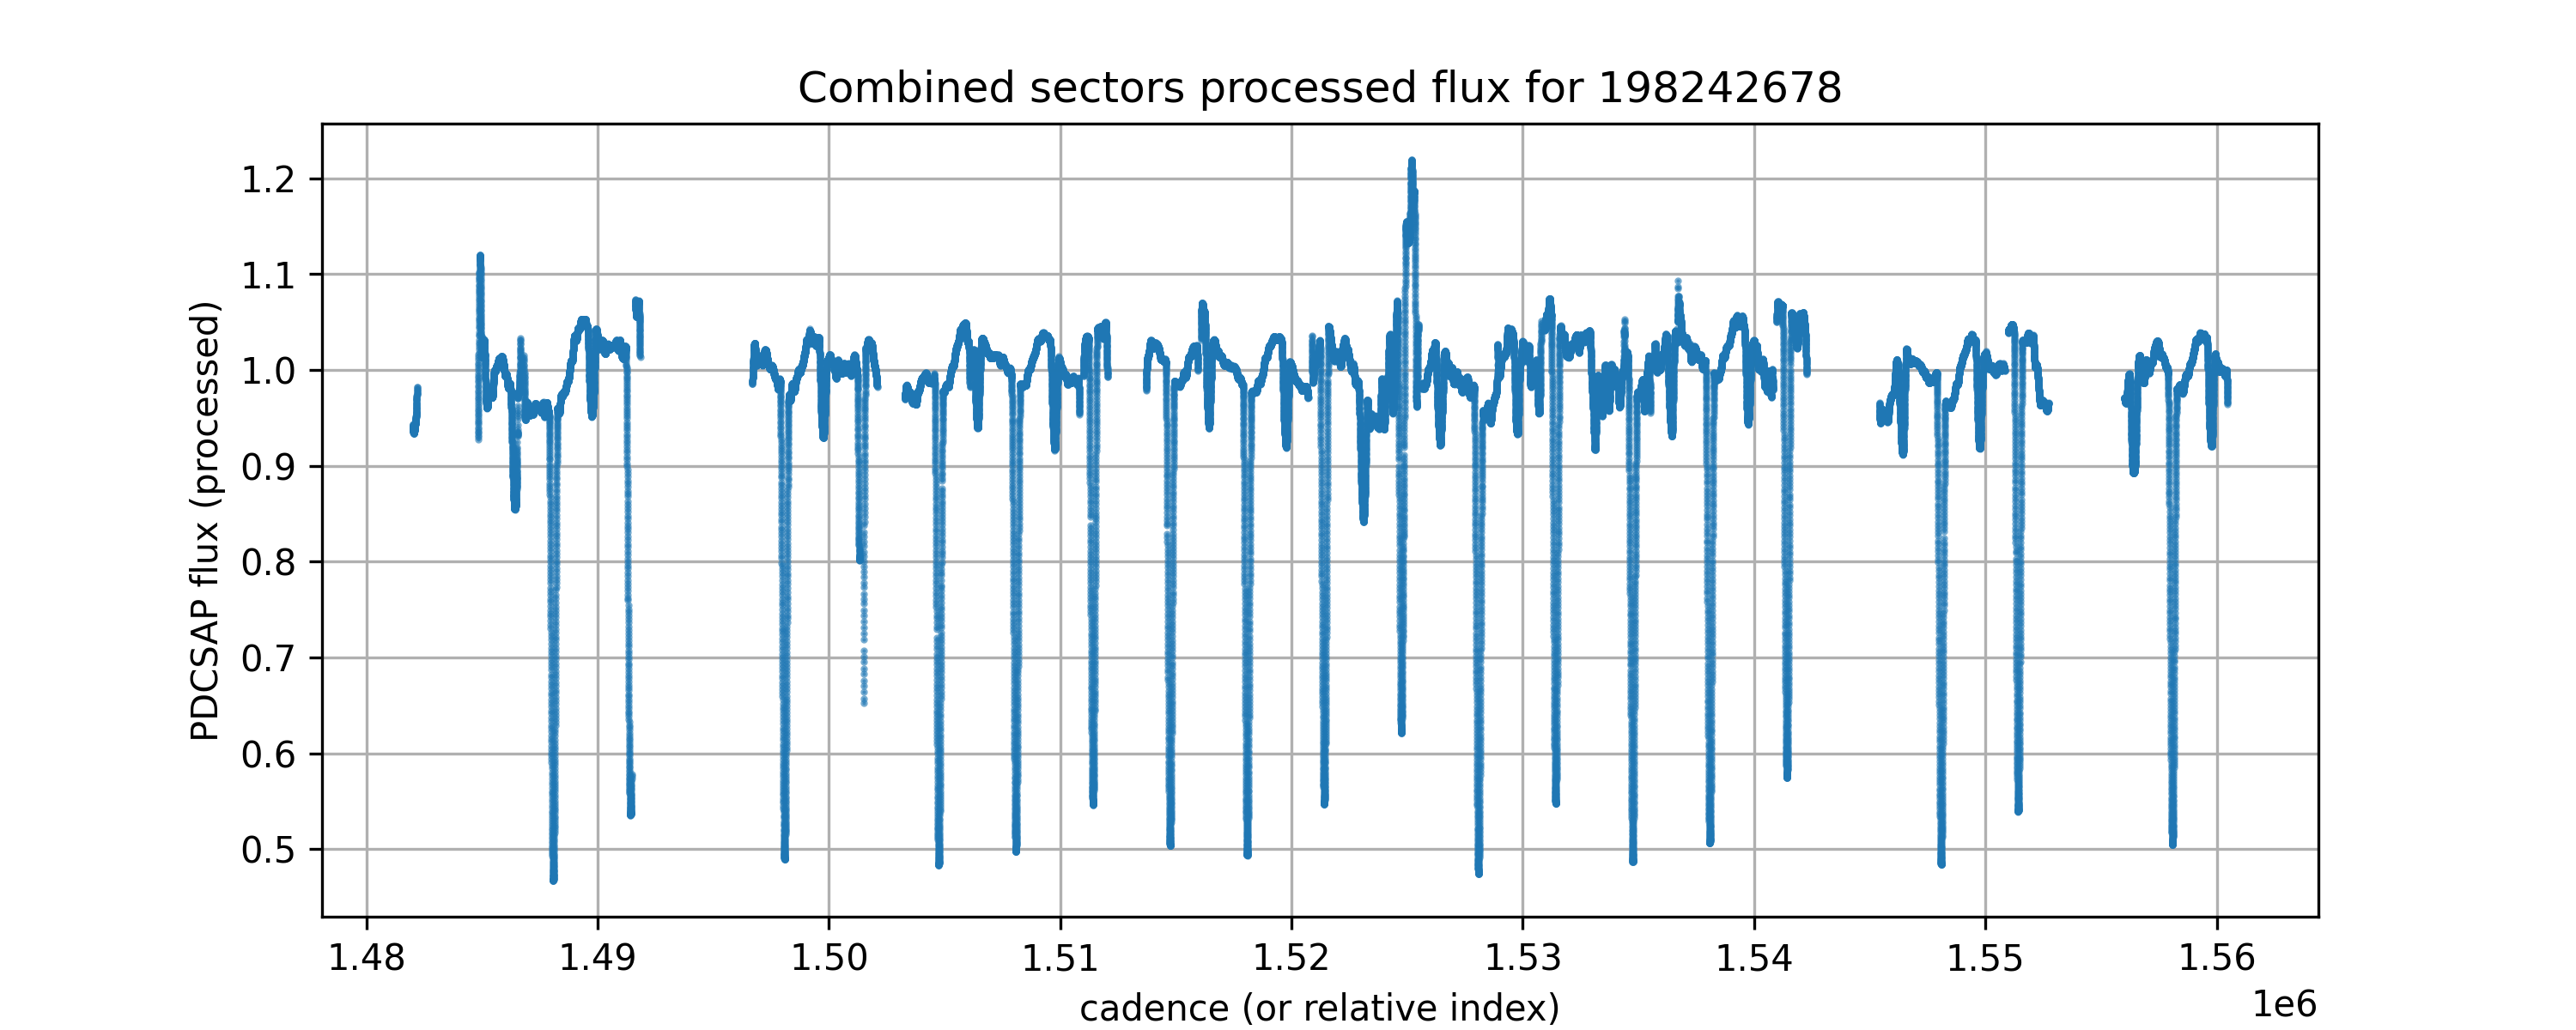 Combined sectors processed flux for 198242678
PDCSAP flux (processed)
1.2
1.1
1.0
0.9
0.8
0.7
0.6
0.5
1.48 1.49 1.50 1.51 1.52 1.53 1.54 1.55 1.56
1e6
cadence (or relative index)